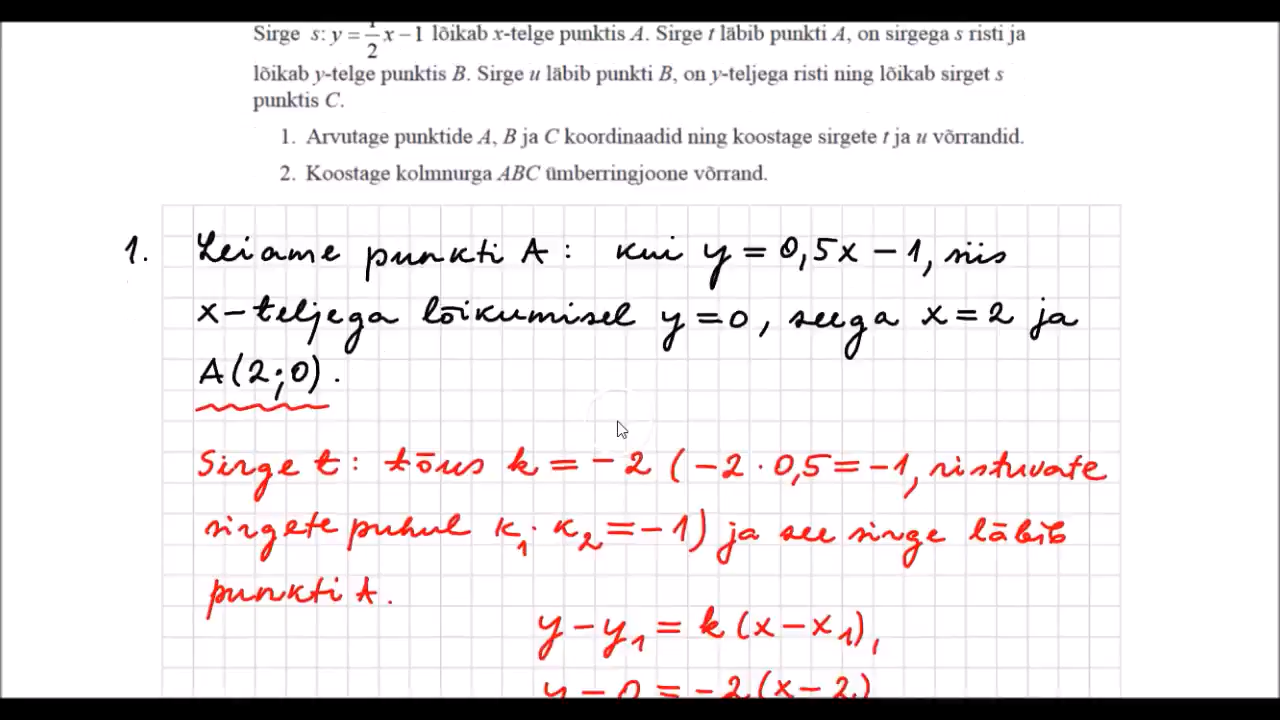 Sirge s: y = 1/2 x − 1 lõikab x-telge punktis A. Sirge t läbib punkti A, on sirgega s risti ja
lõikab y-telge punktis B. Sirge u läbib punkti B, on y-teljega risti ning lõikab sirget s
punktis C.
1. Arvutage punktide A, B ja C koordinaadid ning koostage sirgete t ja u võrrandid.
2. Koostage kolmnurga ABC ümberringjoone võrrand.
1. Leiame punkti A: kui y = 0,5x − 1, siis
x-teljega lõikumisel y = 0, seega x = 2 ja
A(2;0).
Sirge t: tõus k = −2 (−2 · 0,5 = −1, ristuvate
sirgete puhul k₁ · k₂ = −1) ja see sirge läbib
punkti A.
y − y₁ = k (x − x₁),
y − 0 = −2 (x − 2)